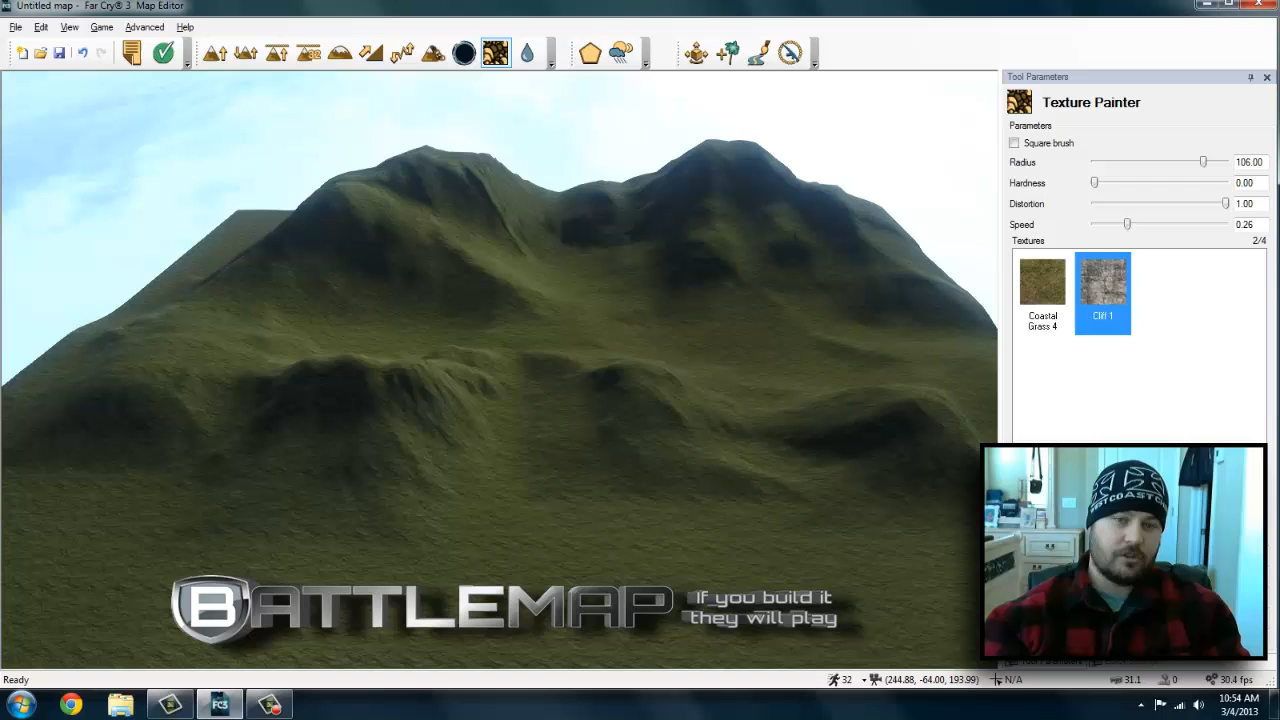 Untitled map - Far Cry® 3 Map Editor
File Edit View Game Advanced Help
Tool Parameters
Texture Painter
Parameters
Square brush
Radius 106.00
Hardness 0.00
Distortion 1.00
Speed 0.26
Textures 2/4
Coastal Grass 4
Cliff 1
WEST COAST
BATTLEMAP
If you build it
they will play
Ready
32
(244.88, -64.00, 193.99)
N/A
31.1
0
30.4 fps
FC3
10:54 AM
3/4/2013